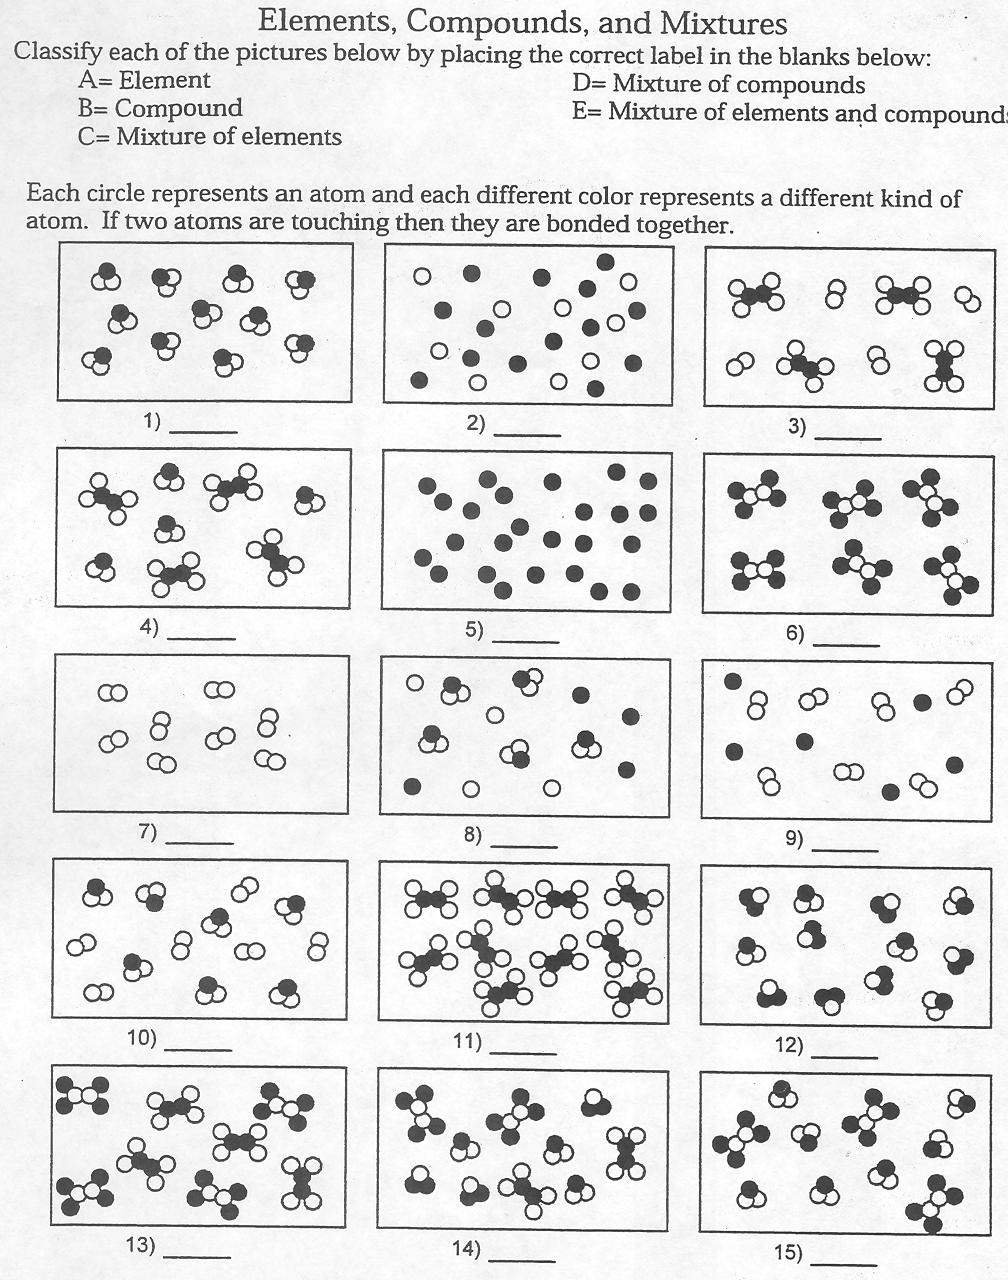 Elements, Compounds, and Mixtures
Classify each of the pictures below by placing the correct label in the blanks below:
A= Element
D= Mixture of compounds
B= Compound
E= Mixture of elements and compounds
C= Mixture of elements
Each circle represents an atom and each different color represents a different kind of
atom. If two atoms are touching then they are bonded together.
1) ______
2) ______
3) ______
4) ______
5) ______
6) ______
7) ______
8) ______
9) ______
10) ______
11) ______
12) ______
13) ______
14) ______
15) ______